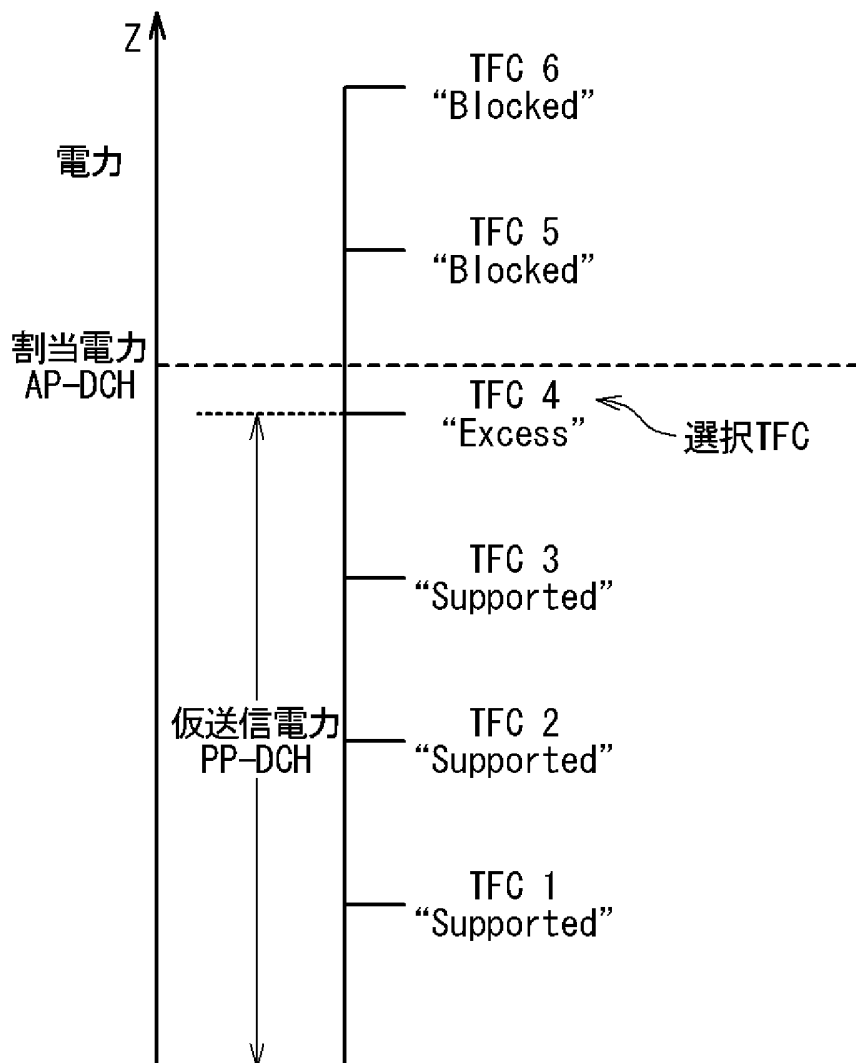 Z
電力
TFC 6
“Blocked”
TFC 5
“Blocked”
割当電力
AP-DCH
TFC 4
“Excess”
選択TFC
TFC 3
“Supported”
仮送信電力
PP-DCH
TFC 2
“Supported”
TFC 1
“Supported”